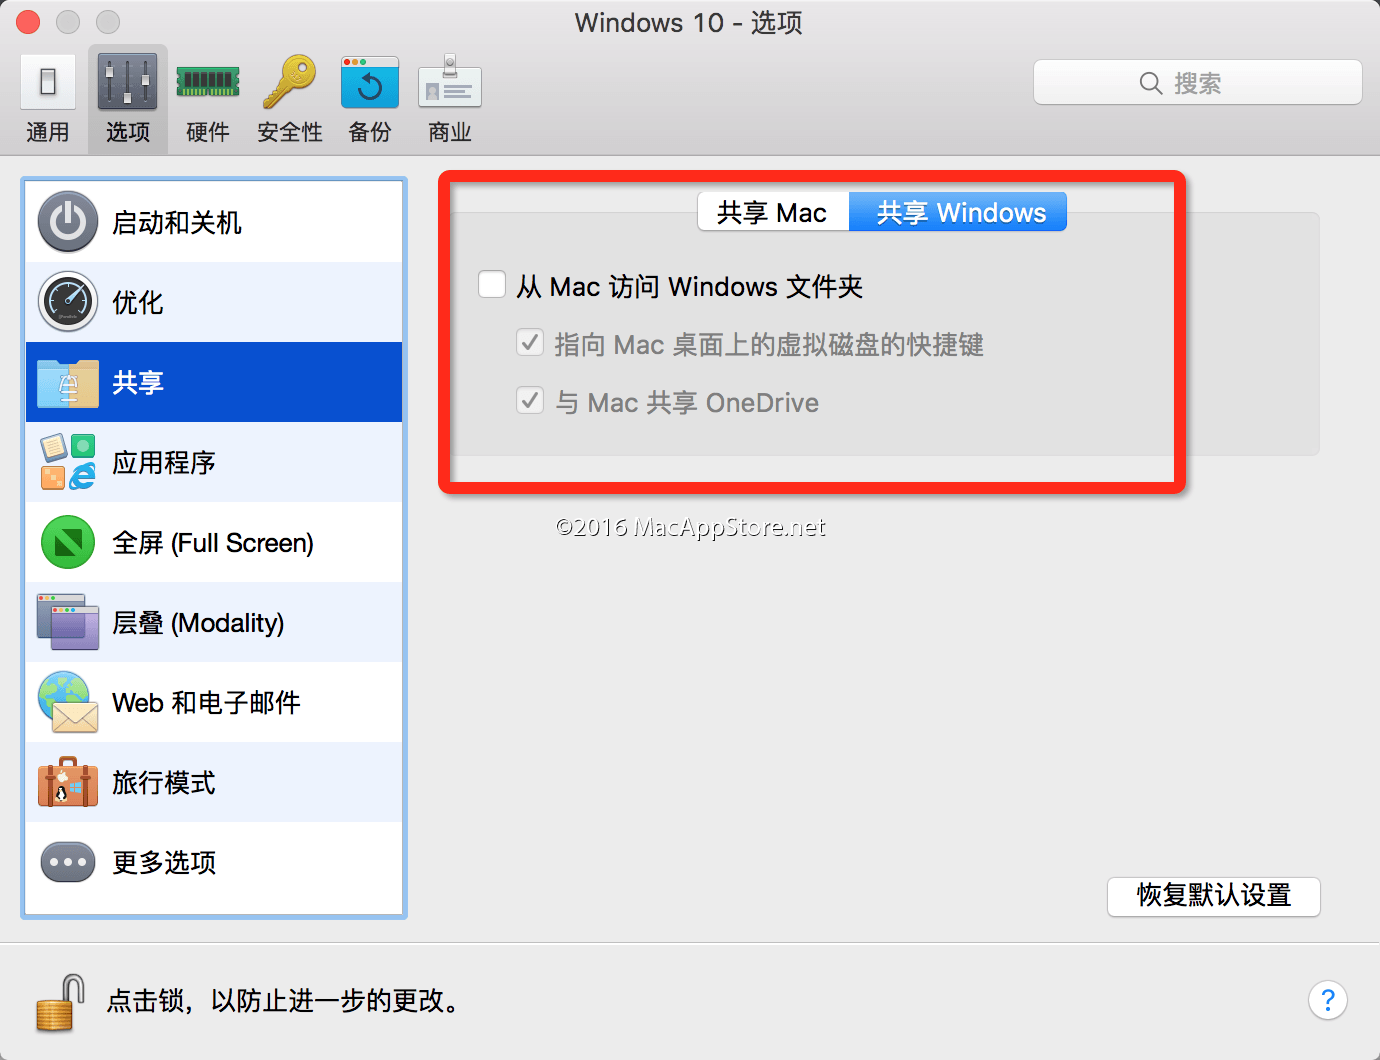 Windows 10 - 选项
通用
选项
硬件
安全性
备份
商业
搜索
启动和关机
优化
共享
应用程序
全屏 (Full Screen)
层叠 (Modality)
Web 和电子邮件
旅行模式
更多选项
共享 Mac
共享 Windows
从 Mac 访问 Windows 文件夹
指向 Mac 桌面上的虚拟磁盘的快捷键
与 Mac 共享 OneDrive
©2016 MacAppStore.net
恢复默认设置
点击锁，以防止进一步的更改。
?